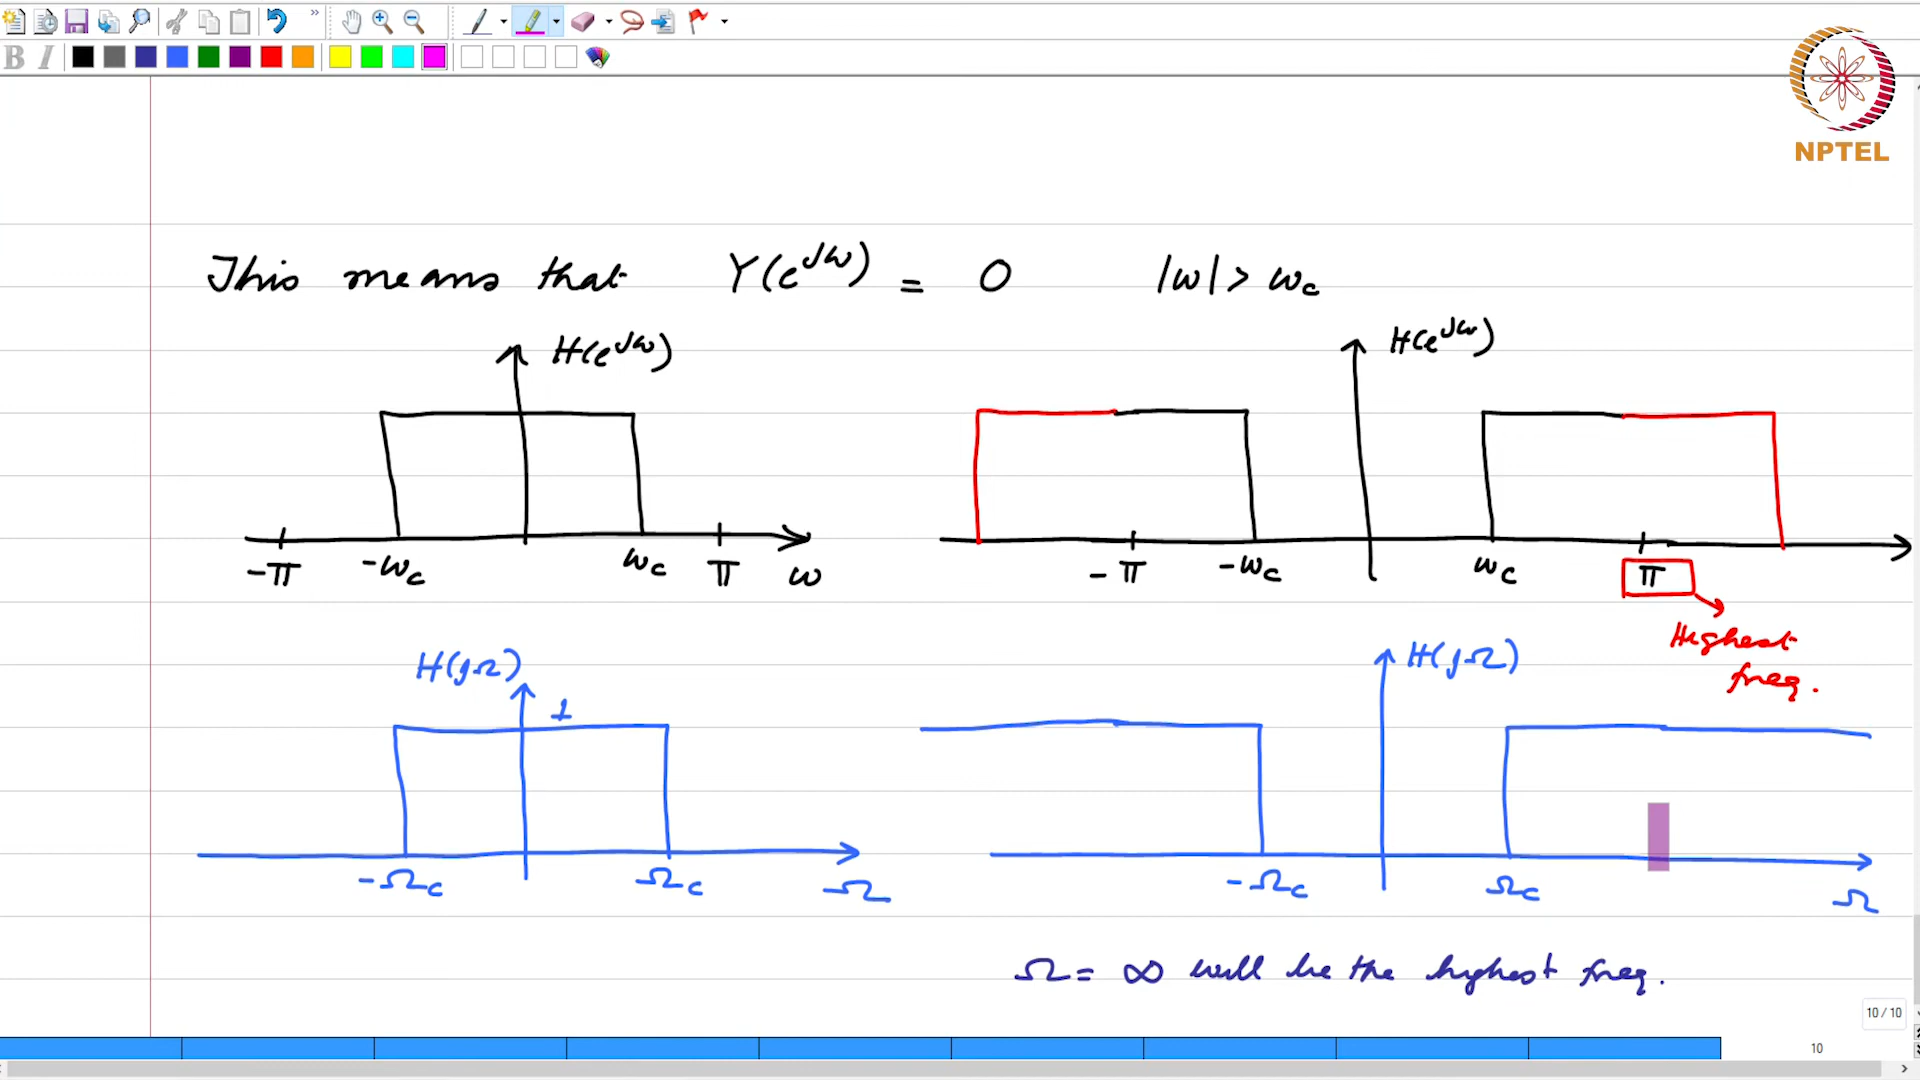 B I
NPTEL
This means that Y(e^jω) = 0 |ω| > ωc
H(e^jω)
H(e^jω)
-π -ωc ωc π ω
-π -ωc ωc π
Highest
freq.
H(jΩ)
1
H(jΩ)
-Ωc Ωc Ω
-Ωc Ωc Ω
Ω = ∞ will be the highest freq.
10 / 10
10